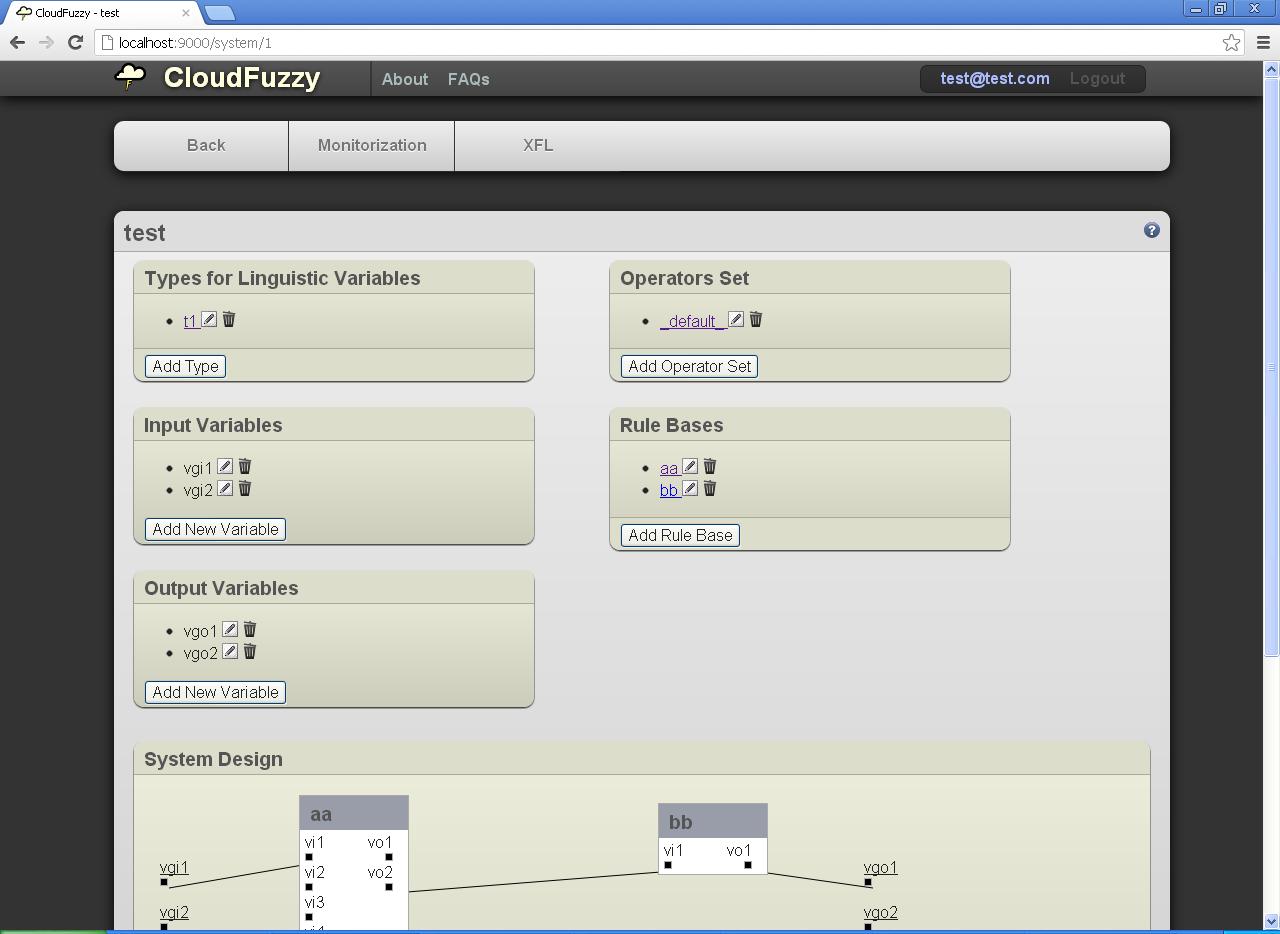 CloudFuzzy - test
localhost:9000/system/1
CloudFuzzy About FAQs test@test.com Logout
Back Monitorization XFL
test
Types for Linguistic Variables
t1
Add Type
Operators Set
_default_
Add Operator Set
Input Variables
vgi1
vgi2
Add New Variable
Rule Bases
aa
bb
Add Rule Base
Output Variables
vgo1
vgo2
Add New Variable
System Design
aa
vi1 vo1
vi2 vo2
vi3
bb
vi1 vo1
vgi1
vgi2
vgo1
vgo2